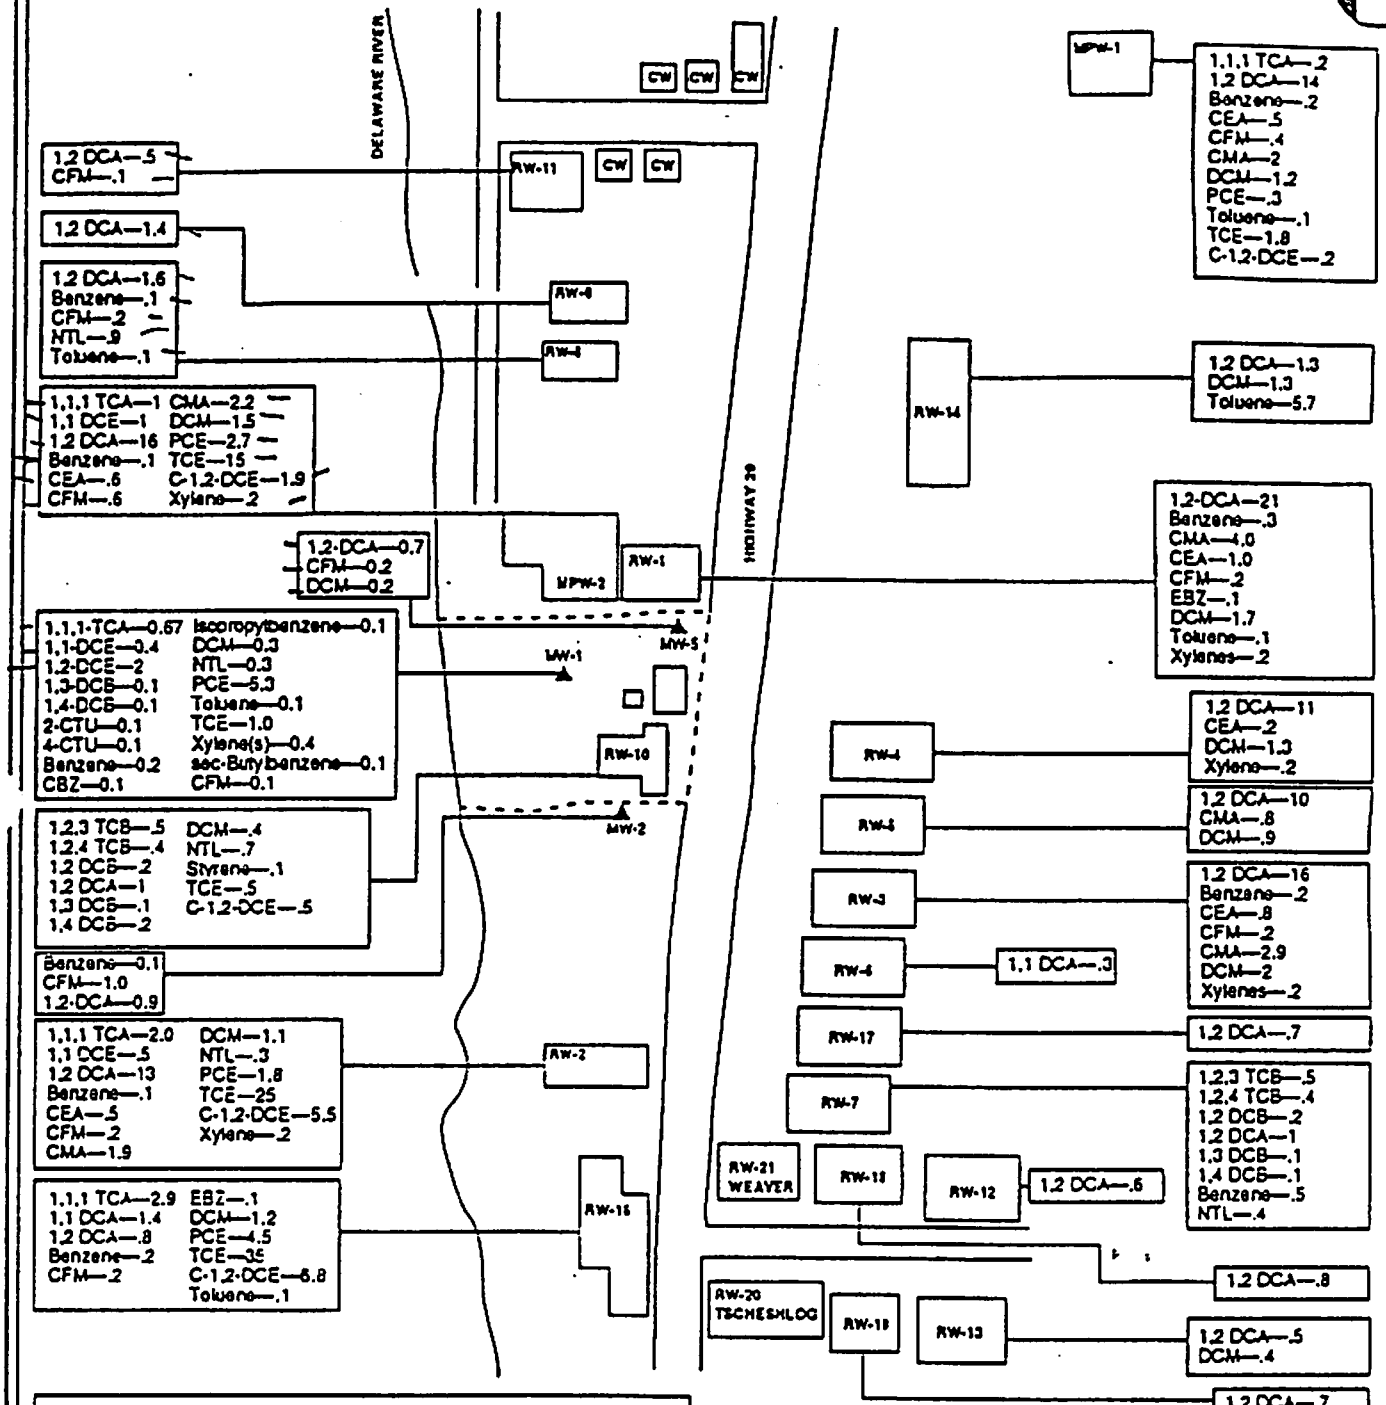 DELAWARE RIVER
HIGHWAY 29
CW
CW
CW
CW
CW
1,2 DCA—.5
CFM—.1
RW-11
1,2 DCA—1.4
1,2 DCA—1.6
Benzene—.1
CFM—.2
NTL—.9
Toluene—.1
1,1,1 TCA—1 CMA—2.2
1,1 DCE—1 DCM—1.5
1,2 DCA—16 PCE—2.7
Benzene—.1 TCE—15
CEA—.6 C-1,2-DCE—1.9
CFM—.6 Xylene—.2
MPW-2
RW-1
1,2-DCA—0.7
CFM—0.2
DCM—0.2
MW-5
1,1,1-TCA—0.67 Isoropylbenzene—0.1
1,1-DCE—0.4 DCM—0.3
1,2-DCE—2 NTL—0.3
1,3-DCB—0.1 PCE—5.3
1,4-DCB—0.1 Toluene—0.1
2-CTU—0.1 TCE—1.0
4-CTU—0.1 Xylene(s)—0.4
Benzene—0.2 sec-Butylbenzene—0.1
CBZ—0.1 CFM—0.1
MW-1
RW-10
MW-2
1,2,3 TCB—.5 DCM—.4
1,2,4 TCB—.4 NTL—.7
1,2 DCB—.2 Styrene—.1
1,2 DCA—1 TCE—.5
1,3 DCB—.1 C-1,2-DCE—.5
1,4 DCB—.2
Benzene—0.1
CFM—1.0
1,2-DCA—0.9
1,1,1 TCA—2.0 DCM—1.1
1,1 DCE—.5 NTL—.3
1,2 DCA—13 PCE—1.8
Benzene—.1 TCE—25
CEA—.5 C-1,2-DCE—5.5
CFM—.2 Xylene—.2
CMA—1.9
RW-2
1,1,1 TCA—2.9 EBZ—.1
1,1 DCA—1.4 DCM—1.2
1,2 DCA—.8 PCE—4.5
Benzene—.2 TCE—35
CFM—.2 C-1,2-DCE—6.8
Toluene—.1
MPW-1
1,1,1 TCA—.2
1,2 DCA—14
Benzene—.2
CEA—.5
CFM—.4
CMA—2
DCM—1.2
PCE—.3
Toluene—.1
TCE—1.8
C-1,2-DCE—.2
RW-14
1,2 DCA—1.3
DCM—1.3
Toluene—5.7
1,2-DCA—21
Benzene—.3
CMA—4.0
CEA—1.0
CFM—.2
EBZ—.1
DCM—1.7
Toluene—.1
Xylenes—.2
RW-4
1,2 DCA—11
CEA—.2
DCM—1.3
Xylene—.2
1,2 DCA—10
CMA—.8
DCM—.9
RW-3
1,2 DCA—16
Benzene—.2
CEA—.8
CFM—.2
CMA—2.9
DCM—2
Xylenes—.2
1,1 DCA—.3
RW-17
1,2 DCA—.7
RW-7
1,2,3 TCB—.5
1,2,4 TCB—.4
1,2 DCB—.2
1,2 DCA—1
1,3 DCB—.1
1,4 DCB—.1
Benzene—.5
NTL—.4
RW-21
WEAVER
RW-12
1,2 DCA—.6
1,2 DCA—.8
RW-20
TSCHESHLOG
RW-13
1,2 DCA—.5
DCM—.4
1,2 DCA—.7